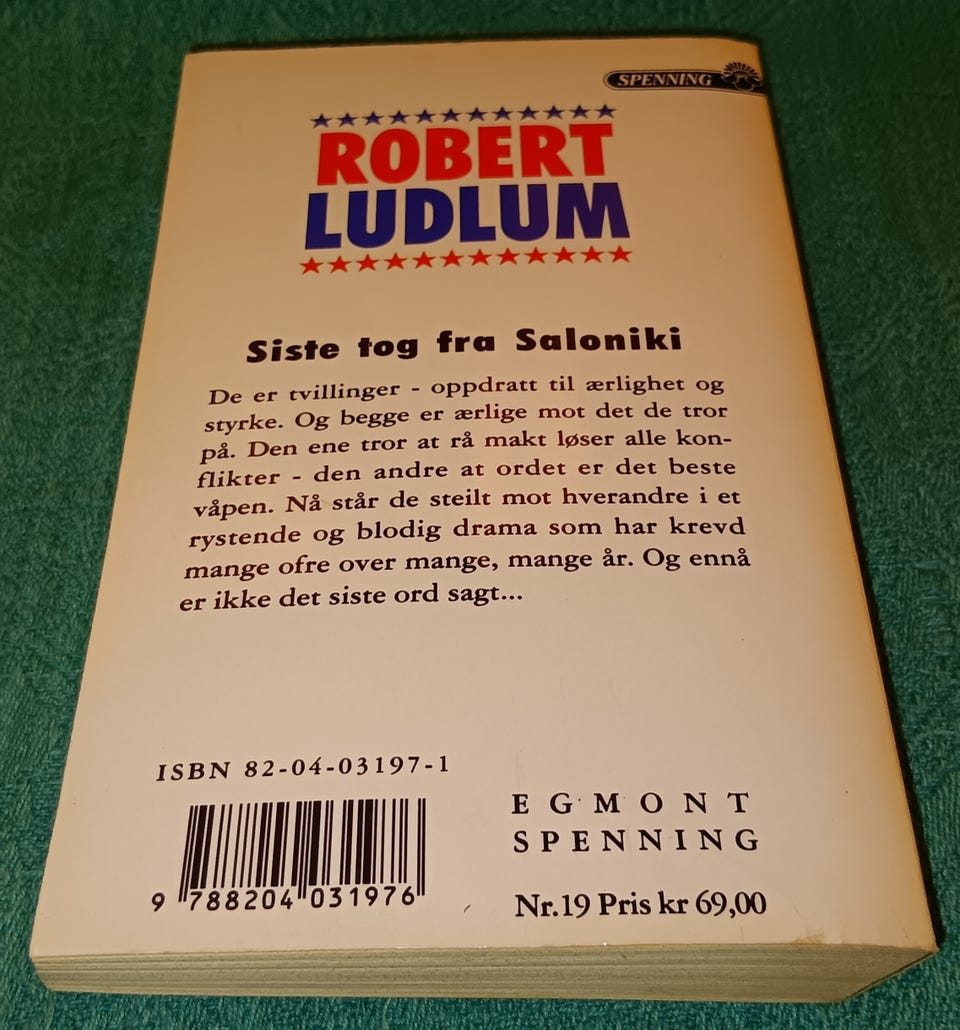 SPENNING
ROBERT
LUDLUM
Siste tog fra Saloniki
De er tvillinger - oppdratt til ærlighet og
styrke. Og begge er ærlige mot det de tror
på. Den ene tror at rå makt løser alle kon-
flikter - den andre at ordet er det beste
våpen. Nå står de steilt mot hverandre i et
rystende og blodig drama som har krevd
mange ofre over mange, mange år. Og ennå
er ikke det siste ord sagt...
ISBN 82-04-03197-1
9 788204 031976
EGMONT
SPENNING
Nr.19 Pris kr 69,00